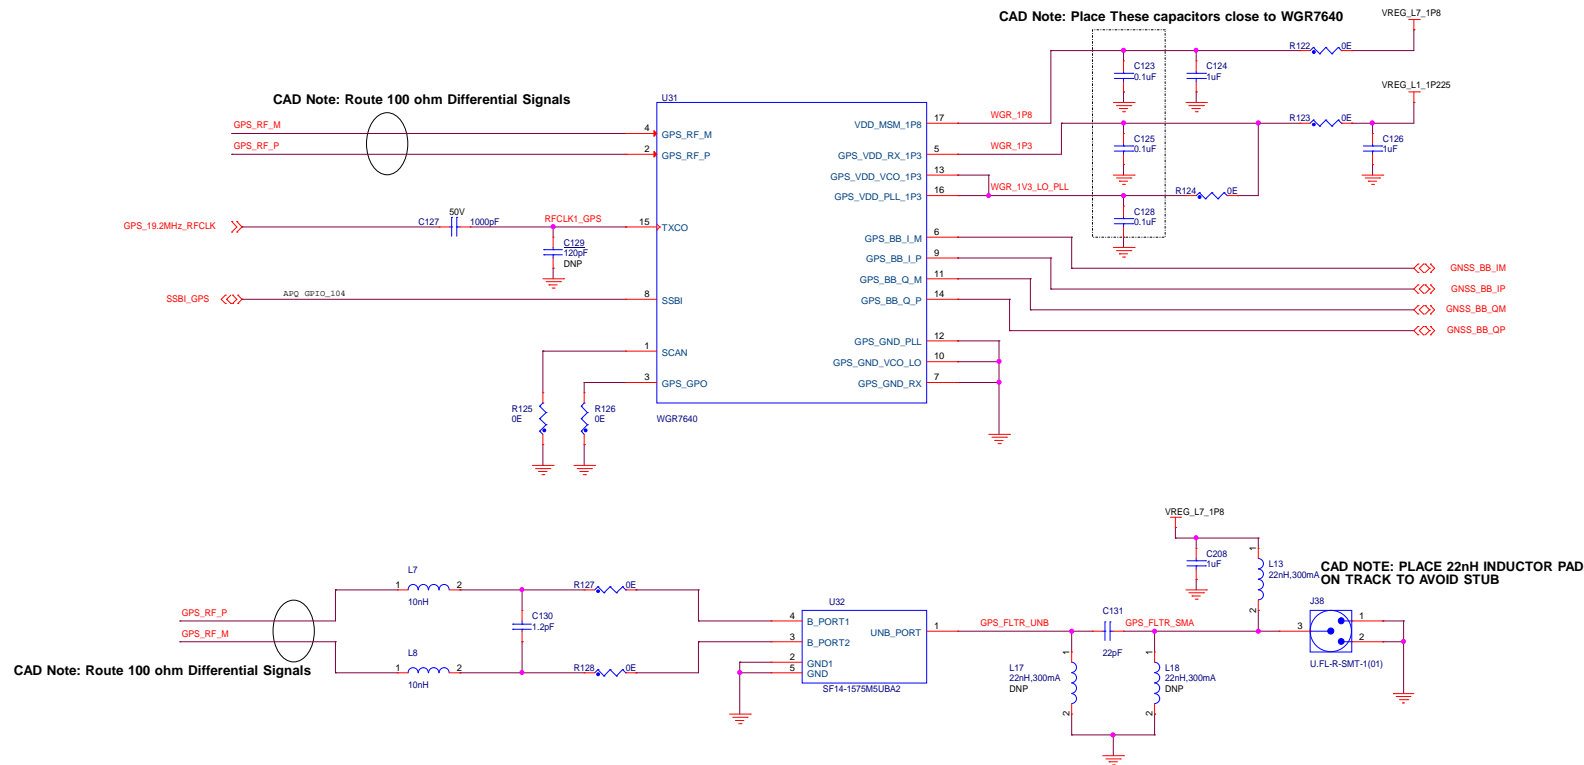 CAD Note: Place These capacitors close to WGR7640
VREG_L7_1P8
R122
0E
C123
0.1uF
C124
1uF
VREG_L1_1P225
CAD Note: Route 100 ohm Differential Signals
U31
GPS_RF_M
4
GPS_RF_M
GPS_RF_P
2
GPS_RF_P
VDD_MSM_1P8
17
WGR_1P8
R123
0E
C125
0.1uF
C126
1uF
GPS_VDD_RX_1P3
5
WGR_1P3
GPS_VDD_VCO_1P3
13
GPS_VDD_PLL_1P3
16
WGR_1V3_LO_PLL
R124
0E
C128
0.1uF
GPS_19.2MHz_RFCLK
C127
50V
1000pF
RFCLK1_GPS
15
TXCO
C129
120pF
DNP
GPS_BB_I_M
6
GPS_BB_I_P
9
GPS_BB_Q_M
11
GPS_BB_Q_P
14
GNSS_BB_IM
GNSS_BB_IP
GNSS_BB_QM
GNSS_BB_QP
SSBI_GPS
APQ GPIO_104
8
SSBI
1
SCAN
3
GPS_GPO
GPS_GND_PLL
12
GPS_GND_VCO_LO
10
GPS_GND_RX
7
R125
0E
R126
0E
WGR7640
VREG_L7_1P8
C208
1uF
1
L13
22nH,300mA
2
CAD NOTE: PLACE 22nH INDUCTOR PAD
ON TRACK TO AVOID STUB
L7
1
2
10nH
R127
0E
C130
1.2pF
GPS_RF_P
GPS_RF_M
L8
1
2
10nH
R128
0E
CAD Note: Route 100 ohm Differential Signals
U32
4
B_PORT1
3
B_PORT2
2
GND1
5
GND
UNB_PORT
1
SF14-1575M5UBA2
GPS_FLTR_UNB
C131
22pF
GPS_FLTR_SMA
1
L17
22nH,300mA
DNP
2
1
L18
22nH,300mA
DNP
2
J38
3
1
2
U.FL-R-SMT-1(01)